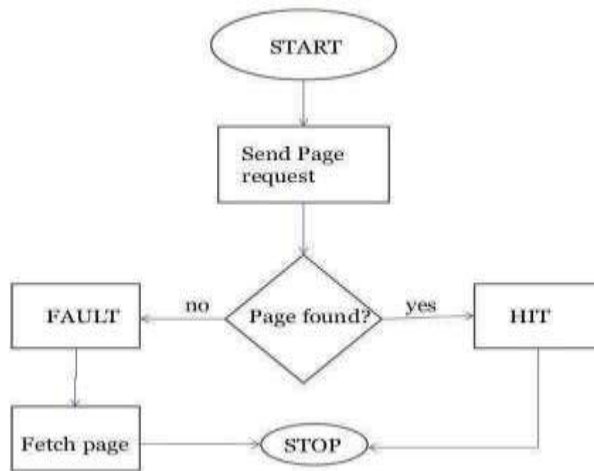 START
Send Page
request
no
Page found?
yes
FAULT
HIT
Fetch page
STOP